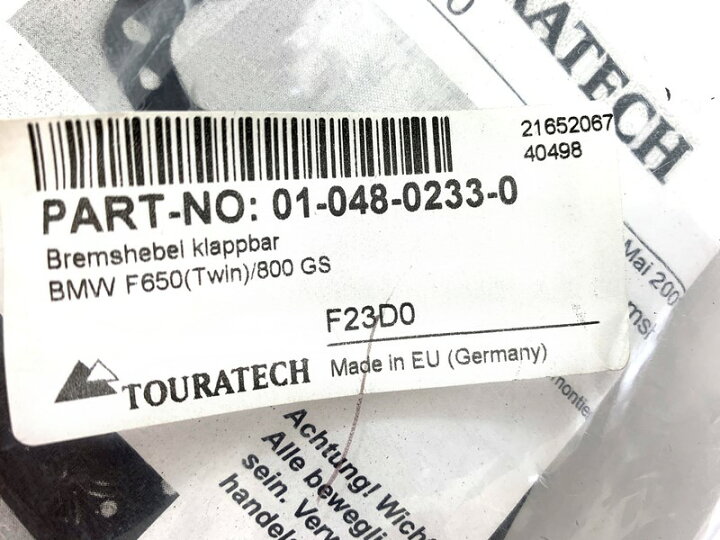 21652067
40498
PART-NO: 01-048-0233-0
Bremshebel klappbar
BMW F650(Twin)/800 GS
F23D0
TOURATECH
Made in EU (Germany)
Mai
Achtung!
Alle
sein.